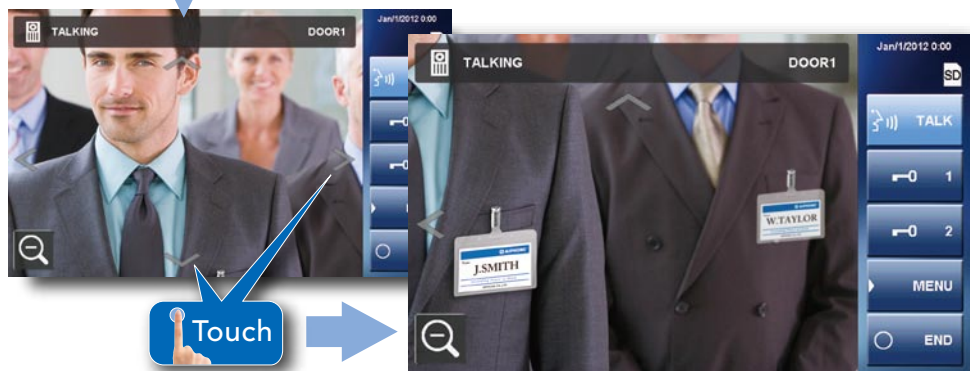 TALKING DOOR1
Jan/1/2012 0:00
Touch
TALKING DOOR1
Jan/1/2012 0:00
SD
TALK
1
2
MENU
END
AIPHONE
J.SMITH
W.TAYLOR